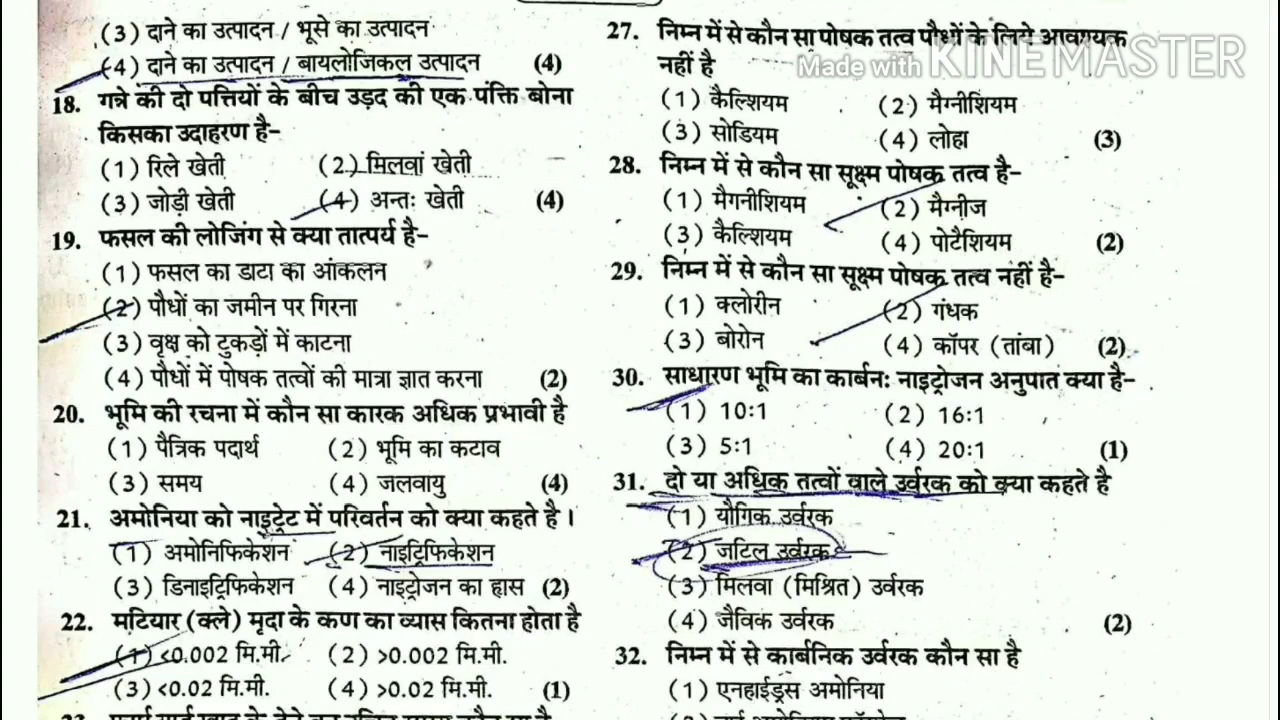 (3) दाने का उत्पादन / भूसे का उत्पादन
(4) दाने का उत्पादन / बायलोजिकल उत्पादन (4)
18. गन्ने की दो पत्तियों के बीच उड़द की एक पंक्ति बोना
किसका उदाहरण है-
(1) रिले खेती (2) मिलवां खेती
(3) जोड़ी खेती (4) अन्तः खेती (4)
19. फसल की लोजिंग से क्या तात्पर्य है-
(1) फसल का डाटा का आंकलन
(2) पौधों का जमीन पर गिरना
(3) वृक्ष को टुकड़ों में काटना
(4) पौधों में पोषक तत्वों की मात्रा ज्ञात करना (2)
20. भूमि की रचना में कौन सा कारक अधिक प्रभावी है
(1) पैत्रिक पदार्थ (2) भूमि का कटाव
(3) समय (4) जलवायु (4)
21. अमोनिया को नाइट्रेट में परिवर्तन को क्या कहते है ।
(1) अमोनिफिकेशन (2) नाइट्रिफिकेशन
(3) डिनाइट्रिफिकेशन (4) नाइट्रोजन का ह्रास (2)
22. मटियार (क्ले) मृदा के कण का व्यास कितना होता है
(1) <0.002 मि.मी. (2) >0.002 मि.मी.
(3) <0.02 मि.मी. (4) >0.02 मि.मी. (1)
27. निम्न में से कौन सा पोषक तत्व पौधों के लिये आवश्यक
नहीं है
(1) कैल्शियम (2) मैग्नीशियम
(3) सोडियम (4) लोहा (3)
28. निम्न में से कौन सा सूक्ष्म पोषक तत्व है-
(1) मैगनीशियम (2) मैग्नीज
(3) कैल्शियम (4) पोटैशियम (2)
29. निम्न में से कौन सा सूक्ष्म पोषक तत्व नहीं है-
(1) क्लोरीन (2) गंधक
(3) बोरोन (4) कॉपर (तांबा) (2)
30. साधारण भूमि का कार्बन: नाइट्रोजन अनुपात क्या है-
(1) 10:1 (2) 16:1
(3) 5:1 (4) 20:1 (1)
31. दो या अधिक तत्वों वाले उर्वरक को क्या कहते है
(1) यौगिक उर्वरक
(2) जटिल उर्वरक
(3) मिलवा (मिश्रित) उर्वरक
(4) जैविक उर्वरक (2)
32. निम्न में से कार्बनिक उर्वरक कौन सा है
(1) एनहाईड्रस अमोनिया
Made with KINEMASTER